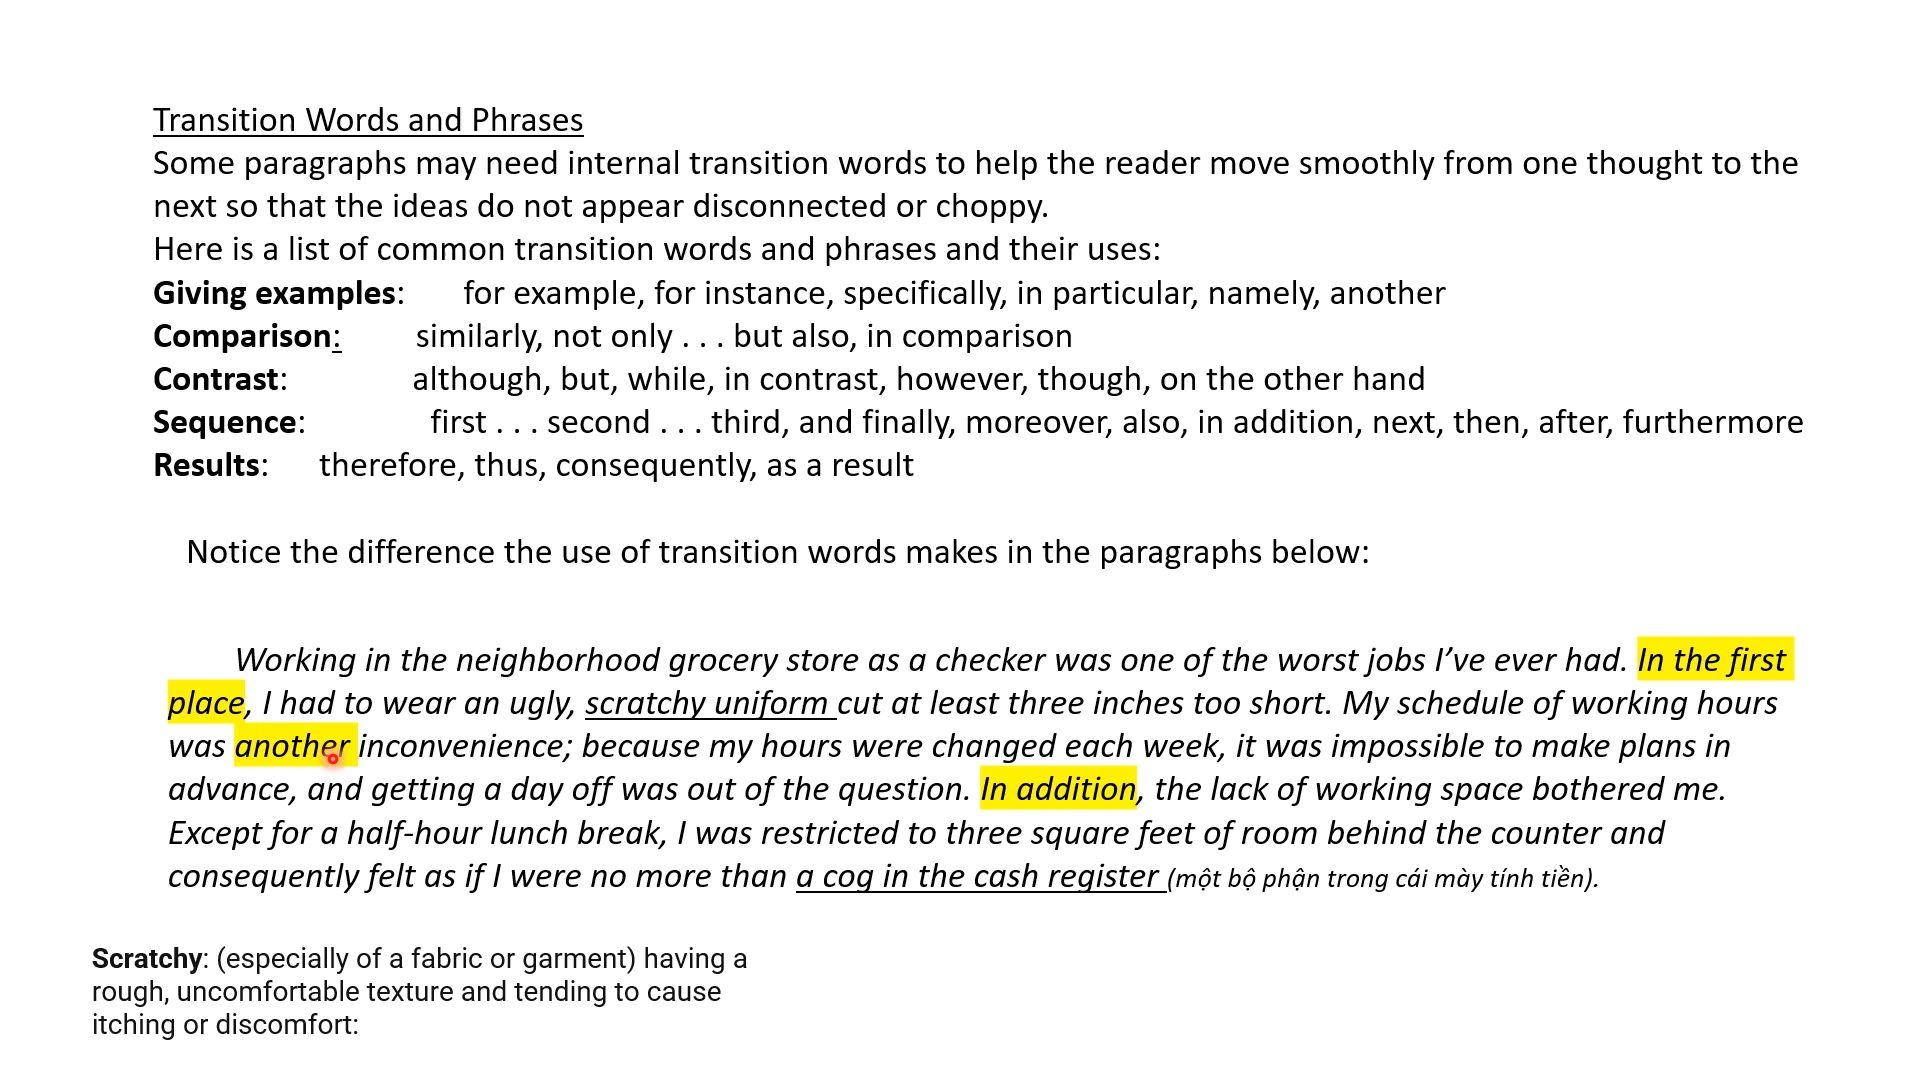 Transition Words and Phrases
Some paragraphs may need internal transition words to help the reader move smoothly from one thought to the
next so that the ideas do not appear disconnected or choppy.
Here is a list of common transition words and phrases and their uses:
Giving examples: for example, for instance, specifically, in particular, namely, another
Comparison: similarly, not only . . . but also, in comparison
Contrast: although, but, while, in contrast, however, though, on the other hand
Sequence: first . . . second . . . third, and finally, moreover, also, in addition, next, then, after, furthermore
Results: therefore, thus, consequently, as a result
Notice the difference the use of transition words makes in the paragraphs below:
Working in the neighborhood grocery store as a checker was one of the worst jobs I’ve ever had. In the first
place, I had to wear an ugly, scratchy uniform cut at least three inches too short. My schedule of working hours
was another inconvenience; because my hours were changed each week, it was impossible to make plans in
advance, and getting a day off was out of the question. In addition, the lack of working space bothered me.
Except for a half-hour lunch break, I was restricted to three square feet of room behind the counter and
consequently felt as if I were no more than a cog in the cash register (một bộ phận trong cái mày tính tiền).
Scratchy: (especially of a fabric or garment) having a
rough, uncomfortable texture and tending to cause
itching or discomfort: